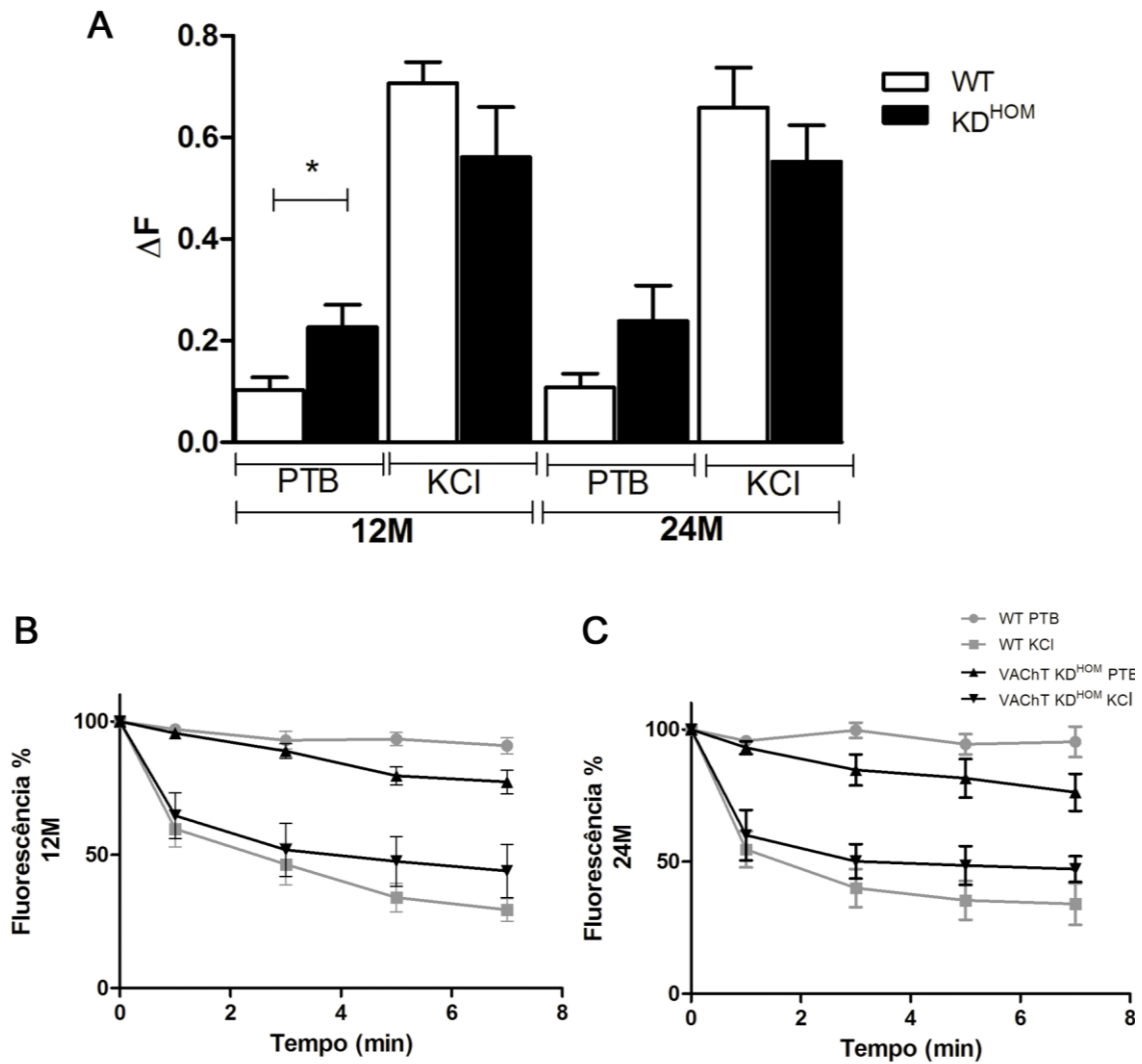 A
0.8
0.6
0.4
0.2
0.0
ΔF
*
WT
KD^HOM
PTB KCl PTB KCl
12M 24M
B
Fluorescência %
12M
100
50
0
0 2 4 6 8
Tempo (min)
C
WT PTB
WT KCl
VAChT KD^HOM PTB
VAChT KD^HOM KCl
Fluorescência %
24M
100
50
0
0 2 4 6 8
Tempo (min)